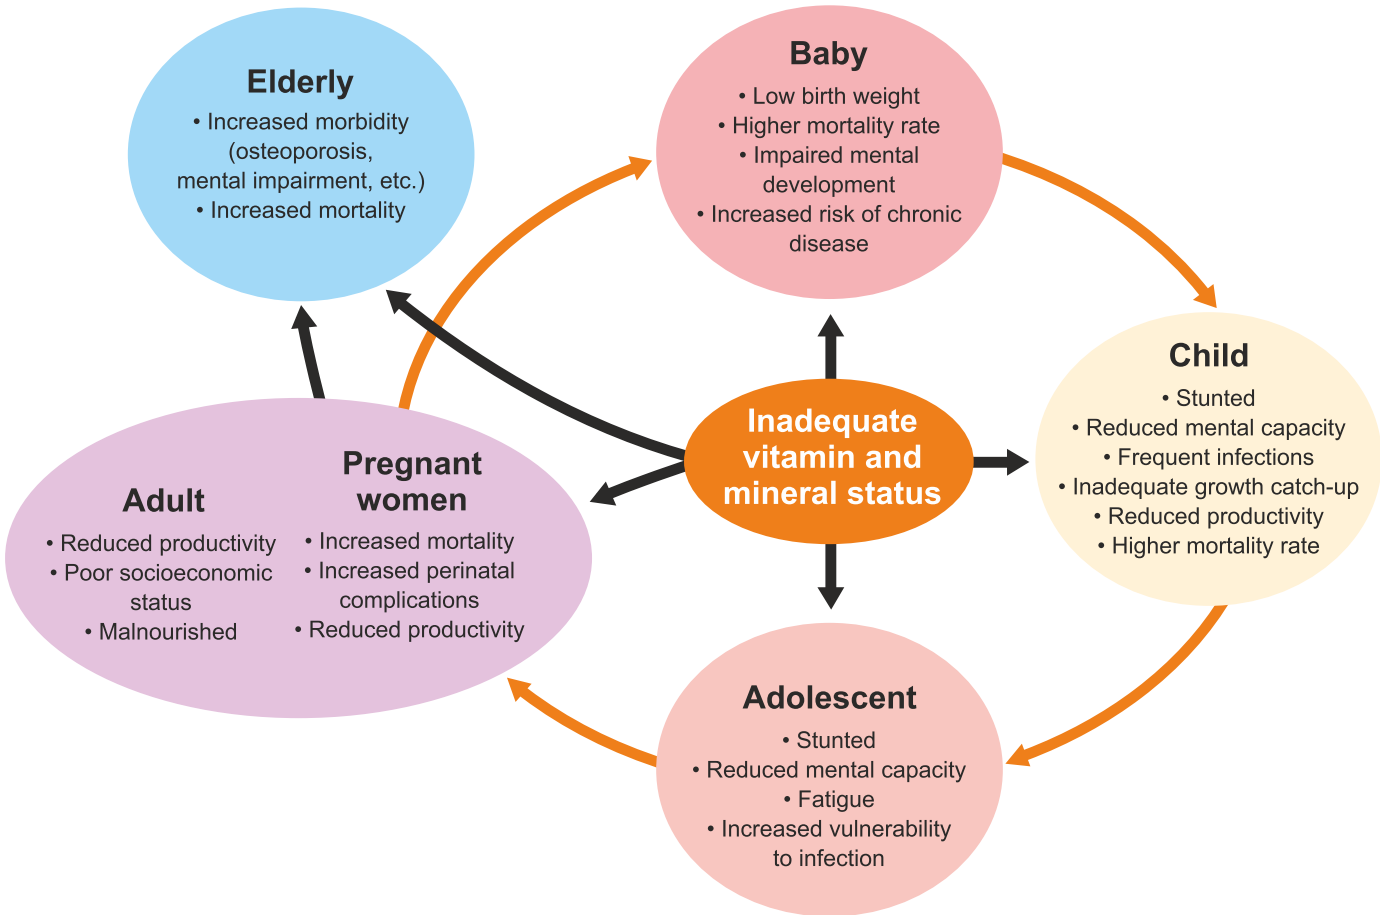 Elderly
• Increased morbidity
(osteoporosis,
mental impairment, etc.)
• Increased mortality
Baby
• Low birth weight
• Higher mortality rate
• Impaired mental
development
• Increased risk of chronic
disease
Child
• Stunted
• Reduced mental capacity
• Frequent infections
• Inadequate growth catch-up
• Reduced productivity
• Higher mortality rate
Inadequate
vitamin and
mineral status
Adult
• Reduced productivity
• Poor socioeconomic
status
• Malnourished
Pregnant
women
• Increased mortality
• Increased perinatal
complications
• Reduced productivity
Adolescent
• Stunted
• Reduced mental capacity
• Fatigue
• Increased vulnerability
to infection